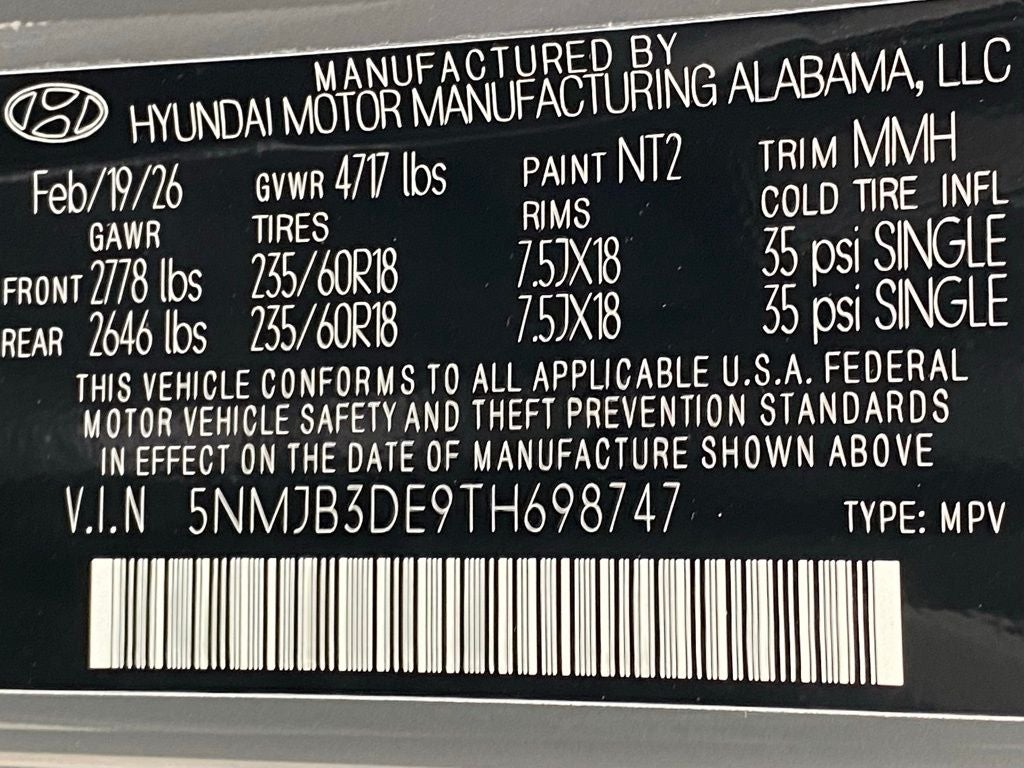 MANUFACTURED BY
HYUNDAI MOTOR MANUFACTURING ALABAMA, LLC
Feb/19/26 GVWR 4717 lbs PAINT NT2 TRIM MMH
GAWR TIRES RIMS COLD TIRE INFL
FRONT 2778 lbs 235/60R18 7.5JX18 35 psi SINGLE
REAR 2646 lbs 235/60R18 7.5JX18 35 psi SINGLE
THIS VEHICLE CONFORMS TO ALL APPLICABLE U.S.A. FEDERAL
MOTOR VEHICLE SAFETY AND THEFT PREVENTION STANDARDS
IN EFFECT ON THE DATE OF MANUFACTURE SHOWN ABOVE
V.I.N 5NMJB3DE9TH698747 TYPE: MPV